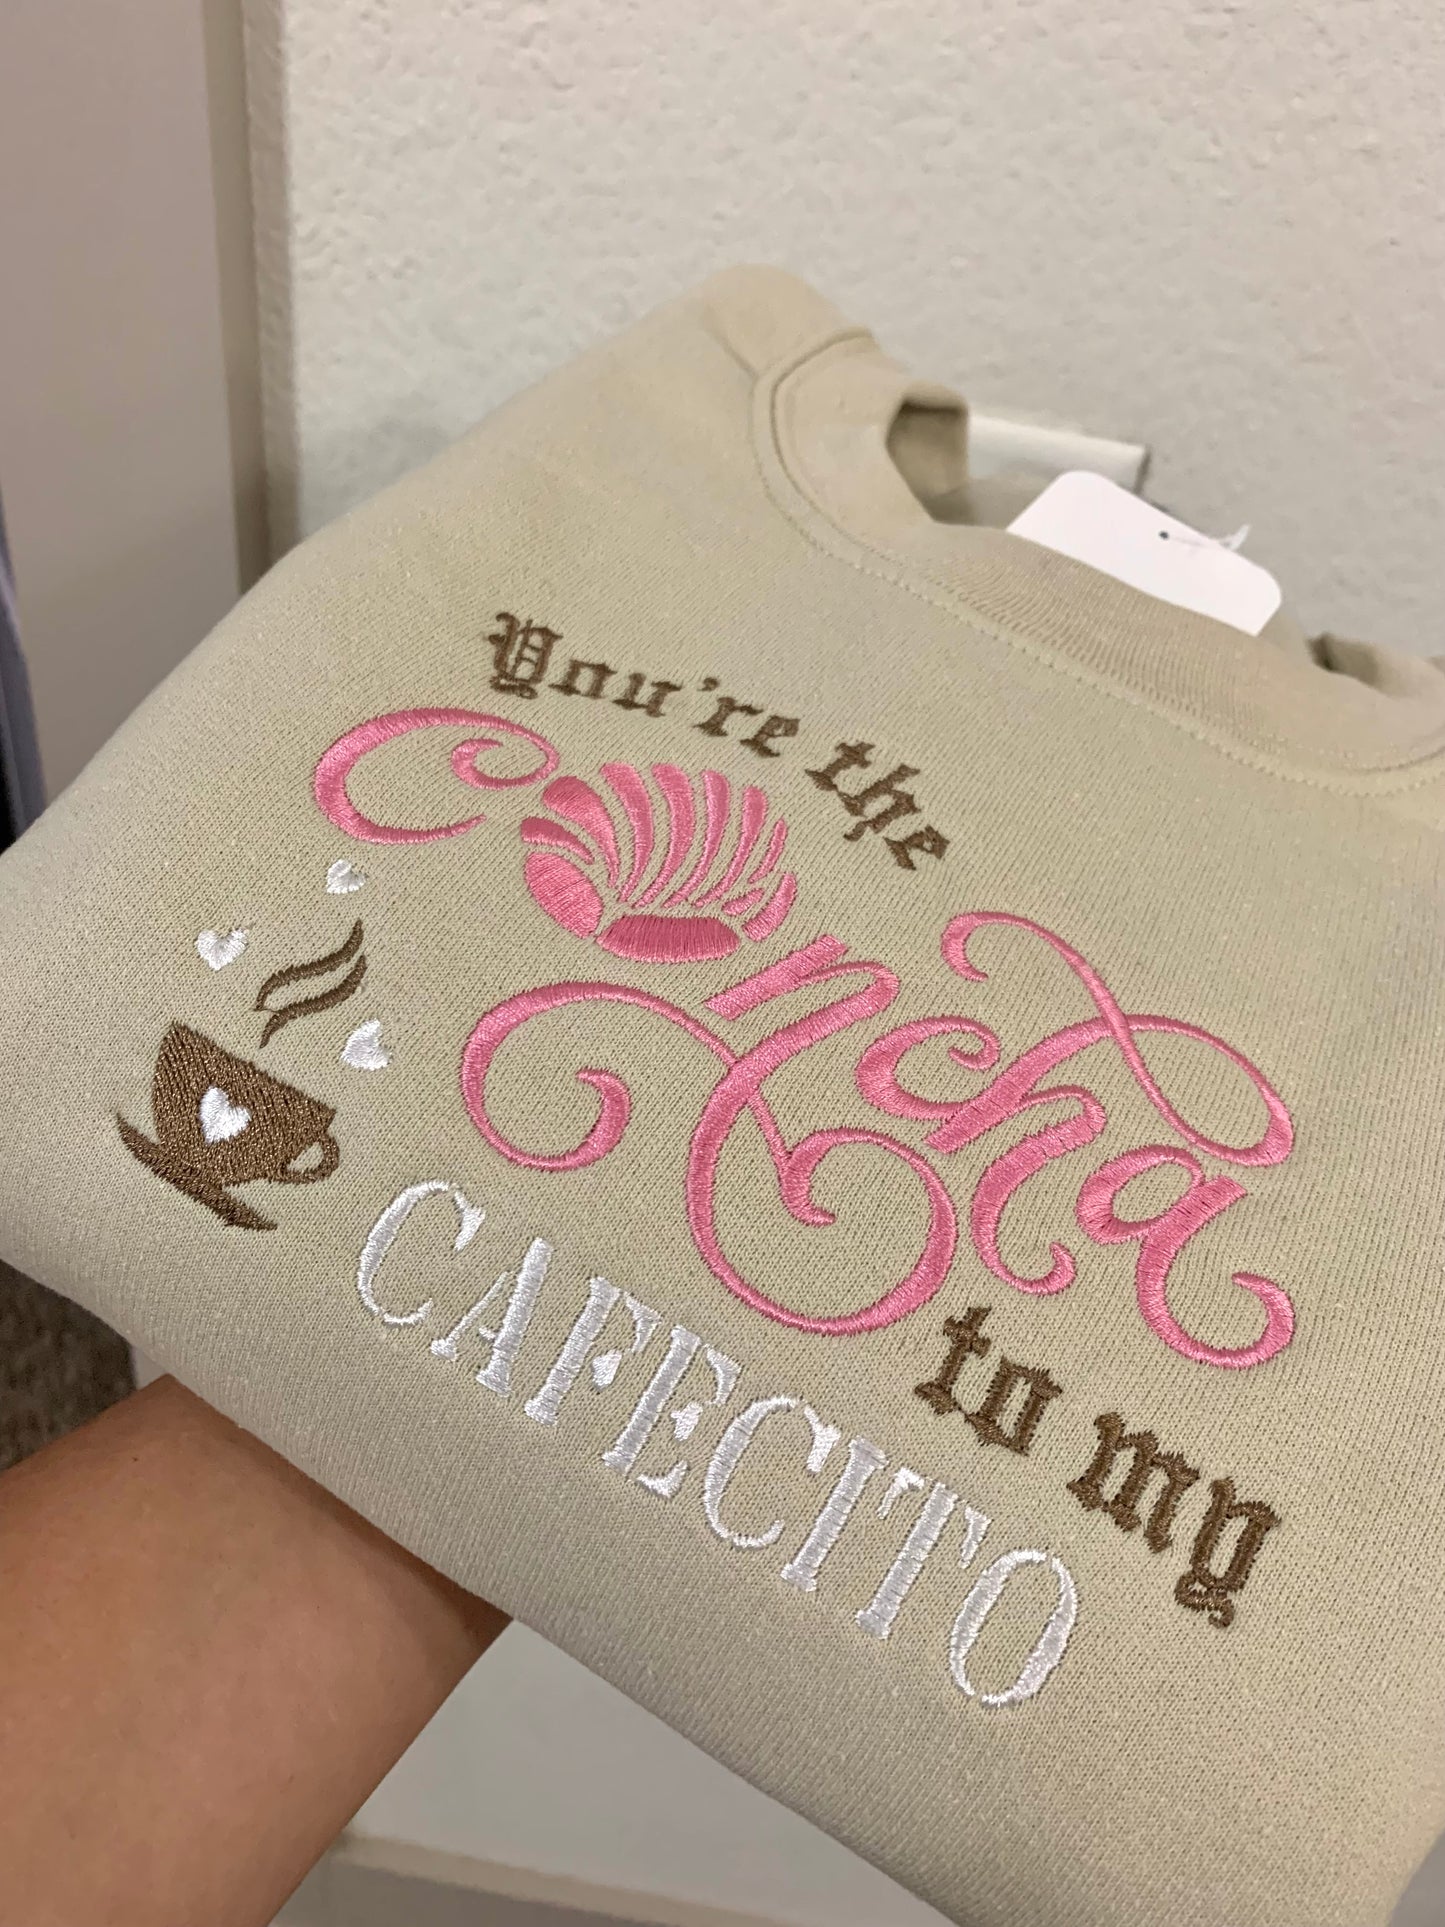 You're the
Concha
to my
CAFECITO